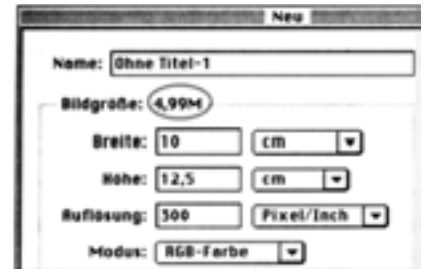 Neu
Name: Ohne Titel-1
Bildgröße: 4,99M
Breite: 10 cm
Höhe: 12,5 cm
Auflösung: 300 Pixel/Inch
Modus: RGB-Farbe